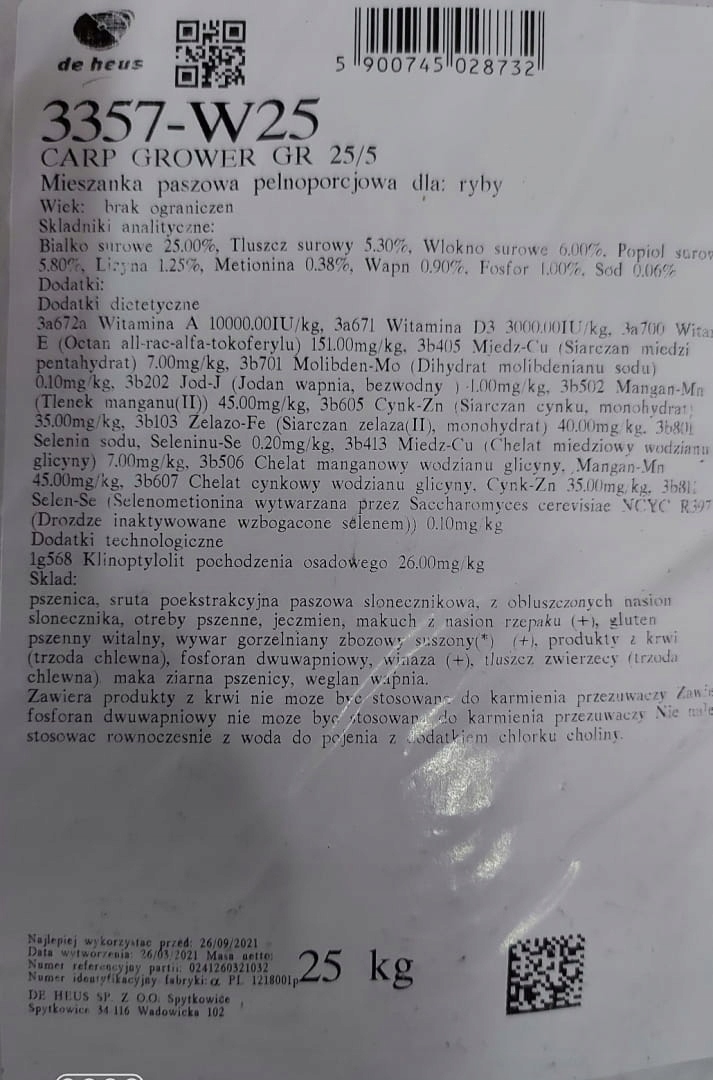 de heus
5 900745 028732
3357-W25
CARP GROWER GR 25/5
Mieszanka paszowa pelnoporcjowa dla: ryby
Wiek: brak ograniczen
Skladniki analityczne:
Bialko surowe 25.00%, Tluszcz surowy 5.30%, Wlokno surowe 6.00%, Popiol surow
5.80%, Lizyna 1.25%, Metionina 0.38%, Wapn 0.90%, Fosfor 1.00%, Sod 0.06%
Dodatki:
Dodatki dietetyczne
3a672a Witamina A 10000.00IU/kg, 3a671 Witamina D3 3000.00IU/kg, 3a700 Witam
E (Octan all-rac-alfa-tokoferylu) 151.00mg/kg, 3b405 Miedz-Cu (Siarczan miedzi
pentahydrat) 7.00mg/kg, 3b701 Molibden-Mo (Dihydrat molibdenianu sodu)
0.10mg/kg, 3b202 Jod-J (Jodan wapnia, bezwodny ) 1.00mg/kg, 3b502 Mangan-Mn
(Tlenek manganu(II)) 45.00mg/kg, 3b605 Cynk-Zn (Siarczan cynku, monohydrat)
35.00mg/kg, 3b103 Zelazo-Fe (Siarczan zelaza(II), monohydrat) 40.00mg/kg, 3b801
Selenin sodu, Seleninu-Se 0.20mg/kg, 3b413 Miedz-Cu (Chelat miedziowy wodzianu
glicyny) 7.00mg/kg, 3b506 Chelat manganowy wodzianu glicyny, Mangan-Mn
45.00mg/kg, 3b607 Chelat cynkowy wodzianu glicyny, Cynk-Zn 35.00mg/kg,
Selen-Se (Selenometionina wytwarzana przez Saccharomyces cerevisiae NCYC R397
(Drozdze inaktywowane wzbogacone selenem)) 0.10mg/kg
Dodatki technologiczne
1g568 Klinoptylolit pochodzenia osadowego 26.00mg/kg
Sklad:
pszenica, sruta poekstrakcyjna paszowa slonecznikowa, z obluszczonych nasion
slonecznika, otreby pszenne, jeczmien, makuch z nasion rzepaku (+), gluten
pszenny witalny, wywar gorzelniany zbozowy suszony(*) (+), produkty z krwi
(trzoda chlewna), fosforan dwuwapniowy, winaza (+), tluszcz zwierzecy (trzoda
chlewna), maka ziarna pszenicy, weglan wapnia.
Zawiera produkty z krwi nie moze byc stosowane do karmienia przezuwaczy Zawie
fosforan dwuwapniowy nie moze byc stosowana do karmienia przezuwaczy Nie nale
stosowac rownoczesnie z woda do pojenia z dodatkiem chlorku choliny.
Najlepiej wykorzystac przed: 26/09/2021
Data wytworzenia: 26/03/2021 Masa netto:
Numer referencyjny partii: 0241260321032
Numer identyfikacyjny fabryki: α PL 1218001p
25 kg
DE HEUS SP. Z O.O. Spytkowice
Spytkowice 34-116 Wadowicka 102